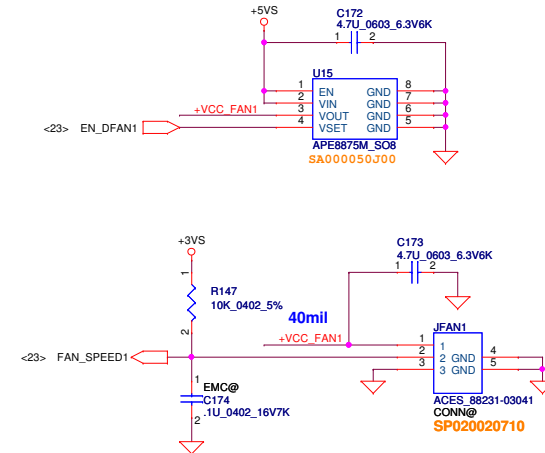 +5VS
C172
4.7U_0603_6.3V6K
1 2
U15
1 EN GND 8
2 VIN GND 7
+VCC_FAN1 3 VOUT GND 6
<23> EN_DFAN1 4 VSET GND 5
APE8875M_SO8
SA000050J00
+3VS
C173
4.7U_0603_6.3V6K
1 2
1
R147
10K_0402_5%
2
40mil
JFAN1
+VCC_FAN1 1 1
<23> FAN_SPEED1 2 2 GND 4
3 3 GND 5
1 EMC@
C174
.1U_0402_16V7K
2
ACES_88231-03041
CONN@
SP020020710